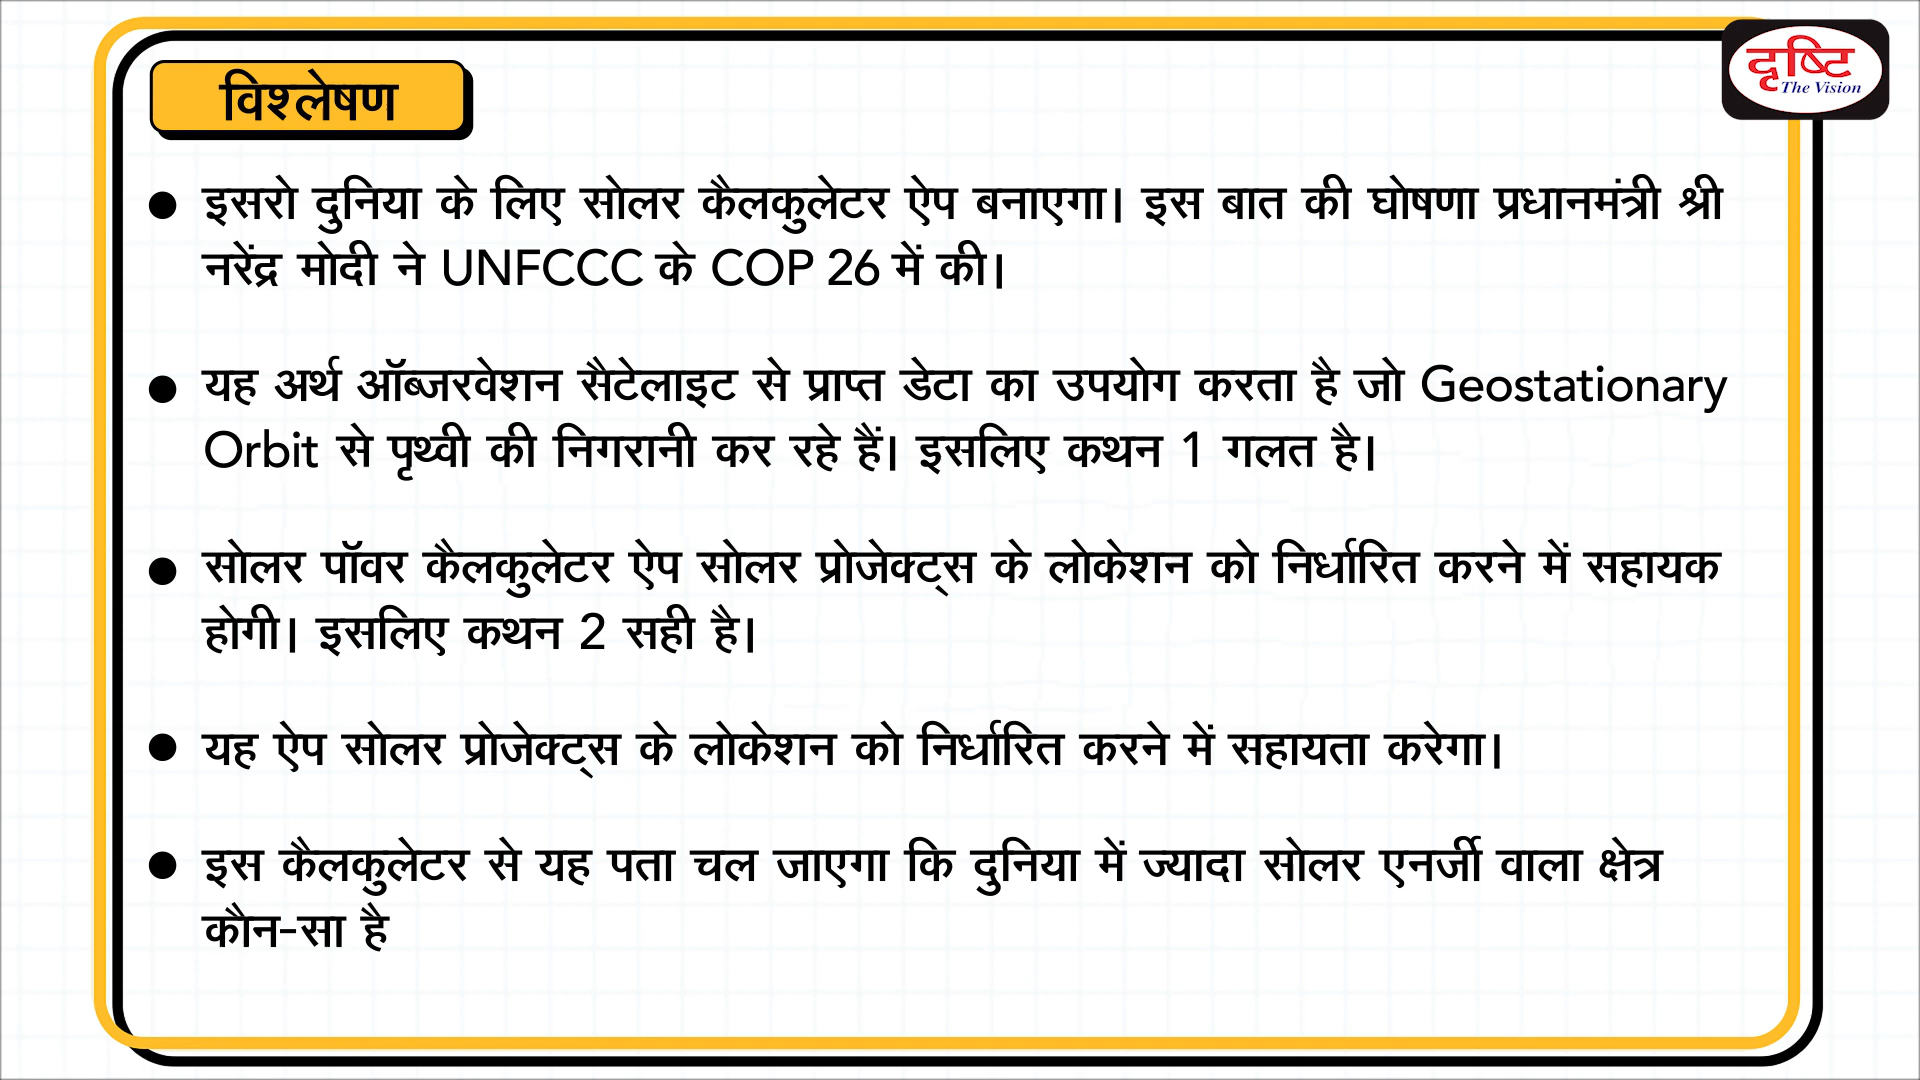 दृष्टि
The Vision
विश्लेषण
● इसरो दुनिया के लिए सोलर कैलकुलेटर ऐप बनाएगा। इस बात की घोषणा प्रधानमंत्री श्री
नरेंद्र मोदी ने UNFCCC के COP 26 में की।
● यह अर्थ ऑब्जरवेशन सैटेलाइट से प्राप्त डेटा का उपयोग करता है जो Geostationary
Orbit से पृथ्वी की निगरानी कर रहे हैं। इसलिए कथन 1 गलत है।
● सोलर पॉवर कैलकुलेटर ऐप सोलर प्रोजेक्ट्स के लोकेशन को निर्धारित करने में सहायक
होगी। इसलिए कथन 2 सही है।
● यह ऐप सोलर प्रोजेक्ट्स के लोकेशन को निर्धारित करने में सहायता करेगा।
● इस कैलकुलेटर से यह पता चल जाएगा कि दुनिया में ज्यादा सोलर एनर्जी वाला क्षेत्र
कौन-सा है